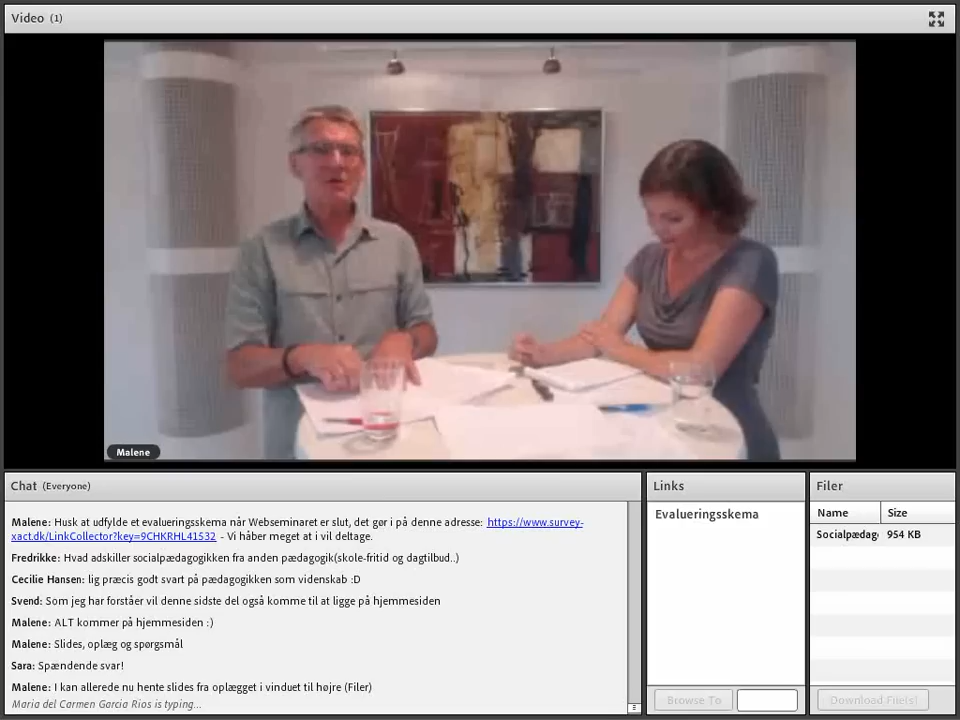 Video (1)
Malene
Chat (Everyone)
Malene: Husk at udfylde et evalueringsskema når Webseminaret er slut, det gør i på denne adresse: https://www.survey-
xact.dk/LinkCollector?key=9CHKRHL41532 - Vi håber meget at i vil deltage.
Fredrikke: Hvad adskiller socialpædagogikken fra anden pædagogik(skole-fritid og dagtilbud..)
Cecilie Hansen: lig præcis godt svart på pædagogikken som videnskab :D
Svend: Som jeg har forståer vil denne sidste del også komme til at ligge på hjemmesiden
Malene: ALT kommer på hjemmesiden :)
Malene: Slides, oplæg og spørgsmål
Sara: Spændende svar!
Malene: I kan allerede nu hente slides fra oplægget i vinduet til højre (Filer)
Maria del Carmen Garcia Rios is typing...
Links
Evalueringsskema
Browse To
Filer
Name Size
Socialpædag 954 KB
Download File(s)